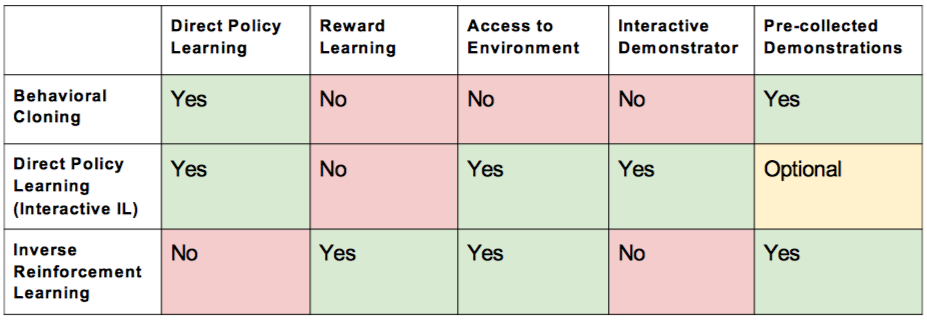 Direct Policy Learning
Reward Learning
Access to Environment
Interactive Demonstrator
Pre-collected Demonstrations
Behavioral Cloning
Yes
No
No
No
Yes
Direct Policy Learning (Interactive IL)
Yes
No
Yes
Yes
Optional
Inverse Reinforcement Learning
No
Yes
Yes
No
Yes